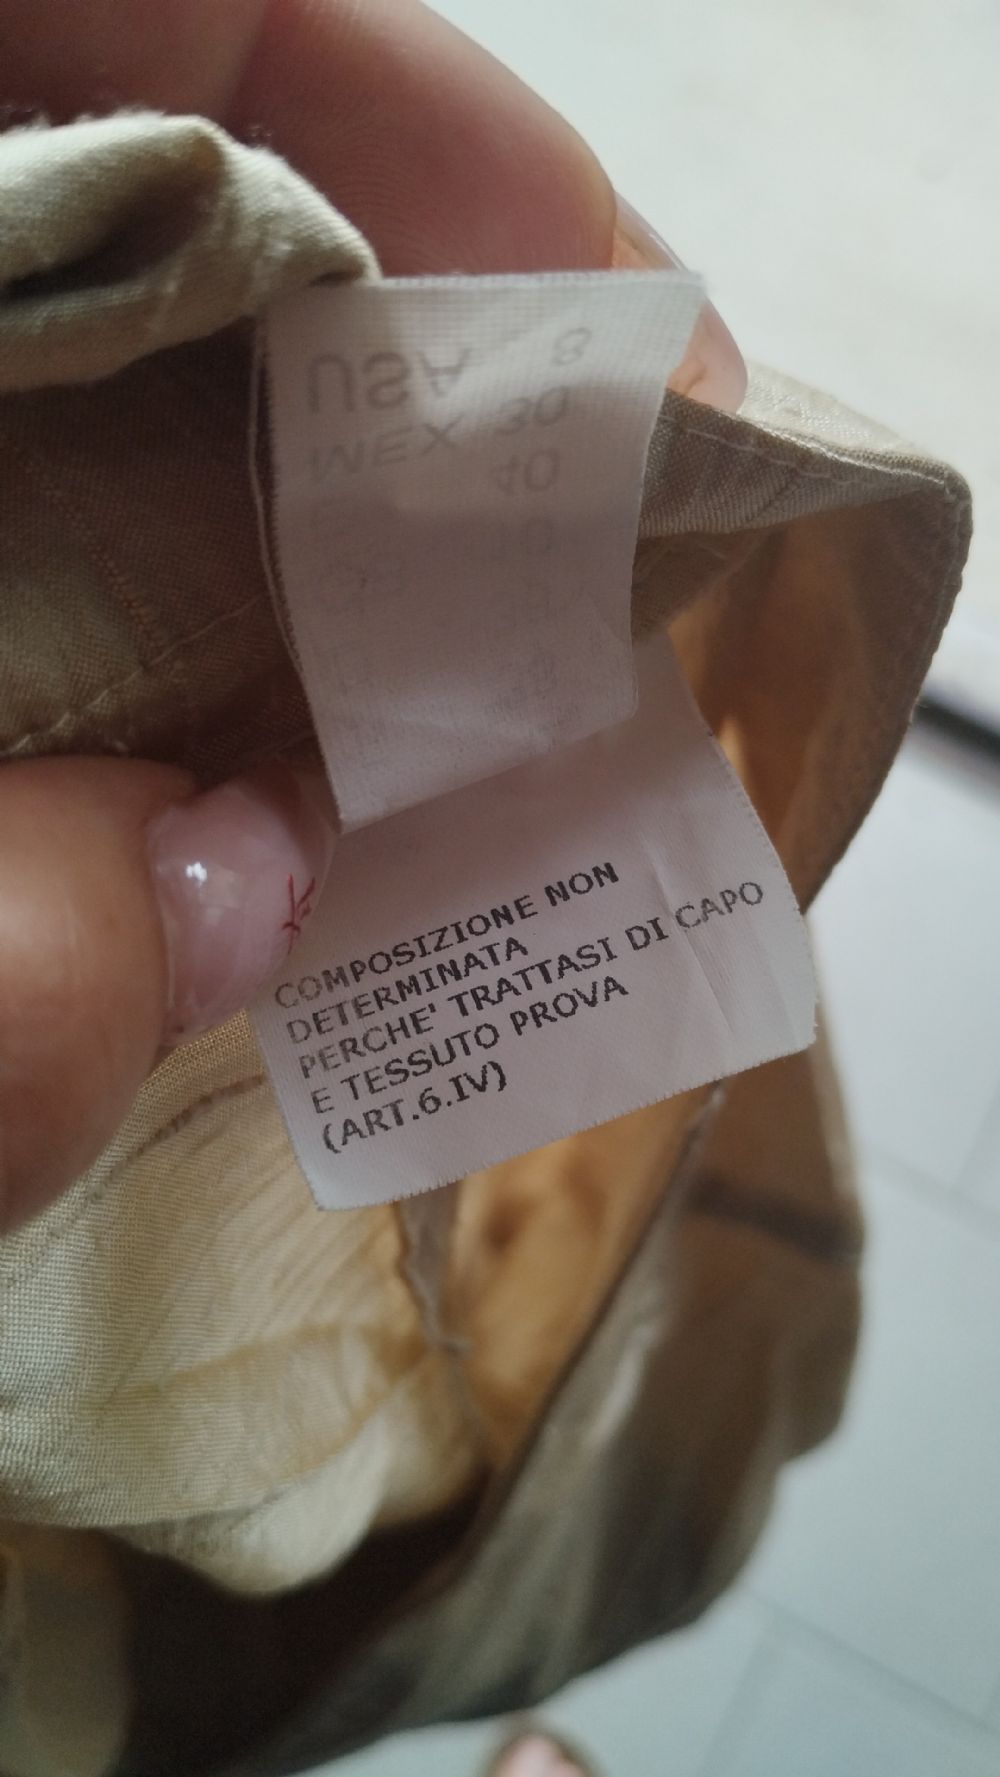 USA 8
MEX 30
40
COMPOSIZIONE NON
DETERMINATA
PERCHE' TRATTASI DI CAPO
E TESSUTO PROVA
(ART.6.IV)